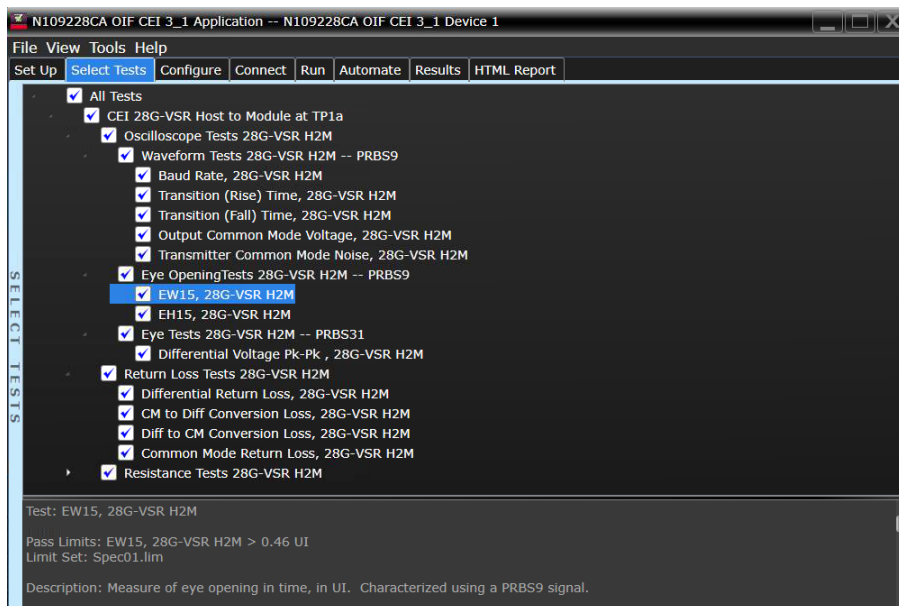 N109228CA OIF CEI 3_1 Application -- N109228CA OIF CEI 3_1 Device 1
File View Tools Help
Set Up Select Tests Configure Connect Run Automate Results HTML Report
SELECT TESTS
All Tests
CEI 28G-VSR Host to Module at TP1a
Oscilloscope Tests 28G-VSR H2M
Waveform Tests 28G-VSR H2M -- PRBS9
Baud Rate, 28G-VSR H2M
Transition (Rise) Time, 28G-VSR H2M
Transition (Fall) Time, 28G-VSR H2M
Output Common Mode Voltage, 28G-VSR H2M
Transmitter Common Mode Noise, 28G-VSR H2M
Eye OpeningTests 28G-VSR H2M -- PRBS9
EW15, 28G-VSR H2M
EH15, 28G-VSR H2M
Eye Tests 28G-VSR H2M -- PRBS31
Differential Voltage Pk-Pk , 28G-VSR H2M
Return Loss Tests 28G-VSR H2M
Differential Return Loss, 28G-VSR H2M
CM to Diff Conversion Loss, 28G-VSR H2M
Diff to CM Conversion Loss, 28G-VSR H2M
Common Mode Return Loss, 28G-VSR H2M
Resistance Tests 28G-VSR H2M
Test: EW15, 28G-VSR H2M
Pass Limits: EW15, 28G-VSR H2M > 0.46 UI
Limit Set: Spec01.lim
Description: Measure of eye opening in time, in UI.  Characterized using a PRBS9 signal.